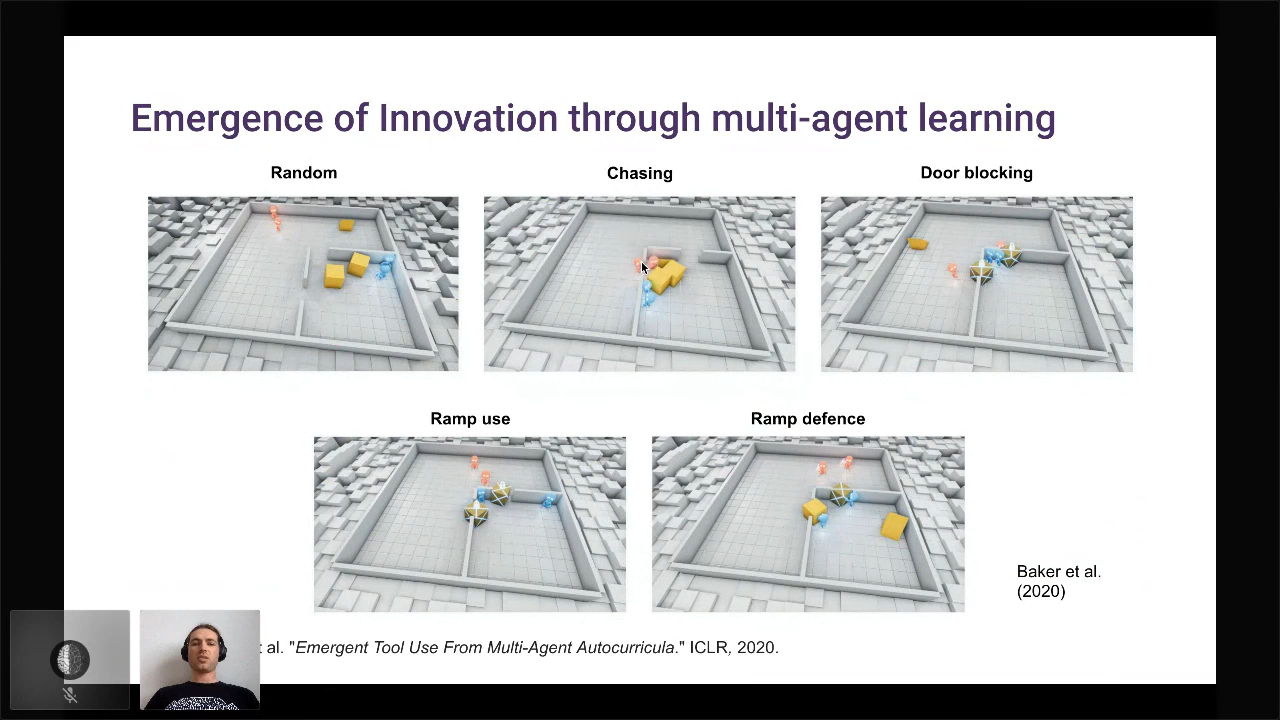 Emergence of Innovation through multi-agent learning
Random
Chasing
Door blocking
Ramp use
Ramp defence
Baker et al.
(2020)
t al. "Emergent Tool Use From Multi-Agent Autocurricula." ICLR, 2020.